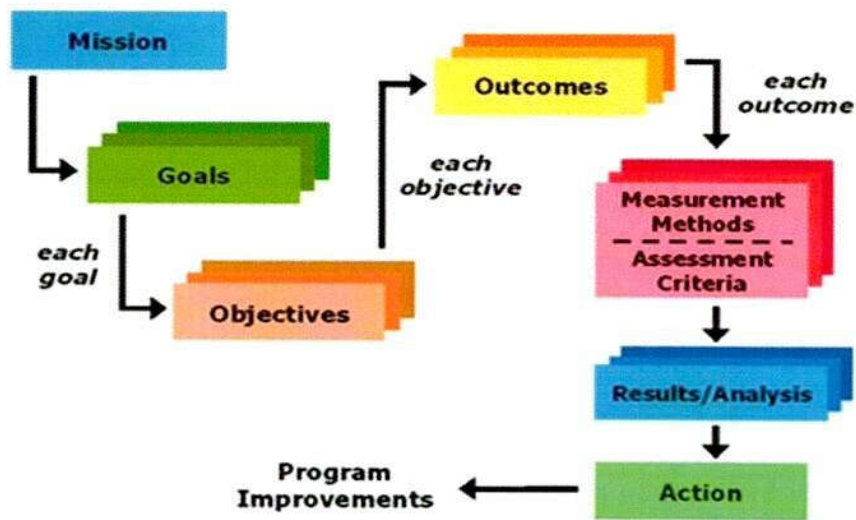 Mission
Goals
each
goal
Objectives
each
objective
Outcomes
each
outcome
Measurement
Methods
Assessment
Criteria
Results/Analysis
Action
Program
Improvements